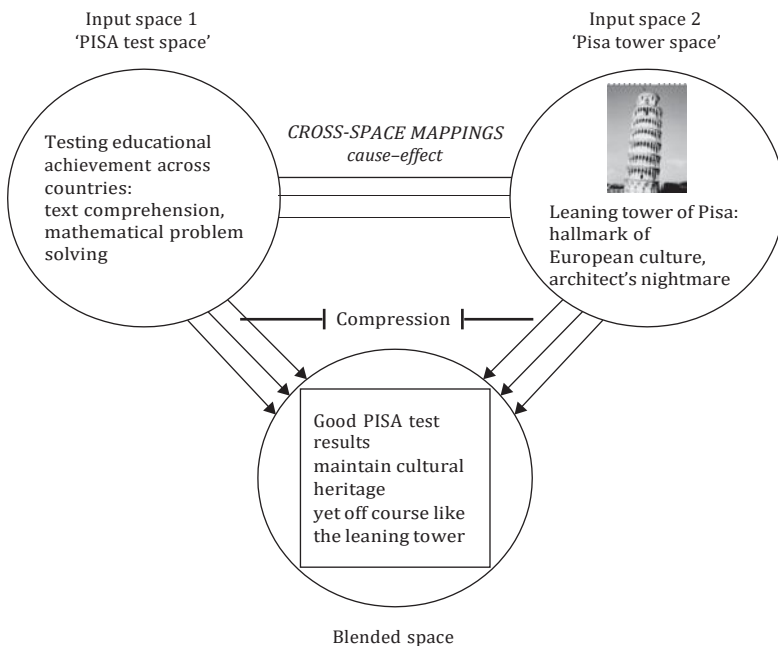 Input space 1
‘PISA test space’
Input space 2
‘Pisa tower space’
Testing educational
achievement across
countries:
text comprehension,
mathematical problem
solving
CROSS-SPACE MAPPINGS
cause–effect
Leaning tower of Pisa:
hallmark of
European culture,
architect’s nightmare
Compression
Good PISA test
results
maintain cultural
heritage
yet off course like
the leaning tower
Blended space